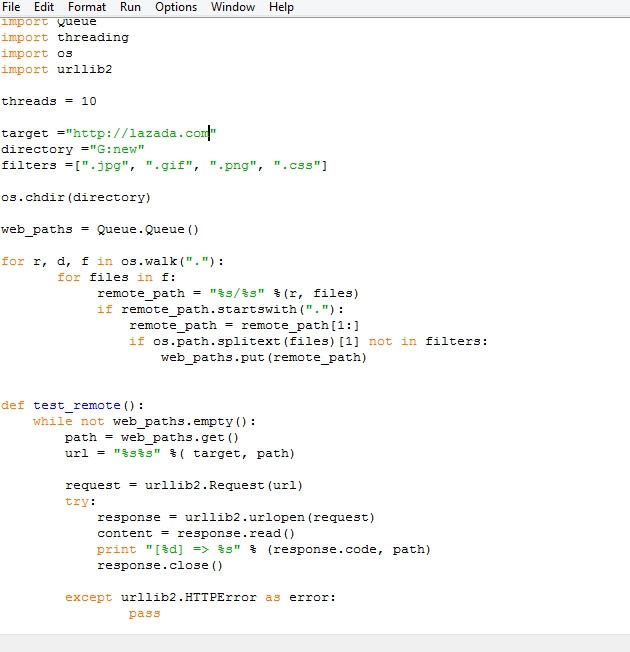 File Edit Format Run Options Window Help
import Queue
import threading
import os
import urllib2
threads = 10
target ="http://lazada.com"
directory ="G:new"
filters =[".jpg", ".gif", ".png", ".css"]
os.chdir(directory)
web_paths = Queue.Queue()
for r, d, f in os.walk("."):
for files in f:
remote_path = "%s/%s" %(r, files)
if remote_path.startswith("."):
remote_path = remote_path[1:]
if os.path.splitext(files)[1] not in filters:
web_paths.put(remote_path)
def test_remote():
while not web_paths.empty():
path = web_paths.get()
url = "%s%s" %( target, path)
request = urllib2.Request(url)
try:
response = urllib2.urlopen(request)
content = response.read()
print "[%d] => %s" % (response.code, path)
response.close()
except urllib2.HTTPError as error:
pass